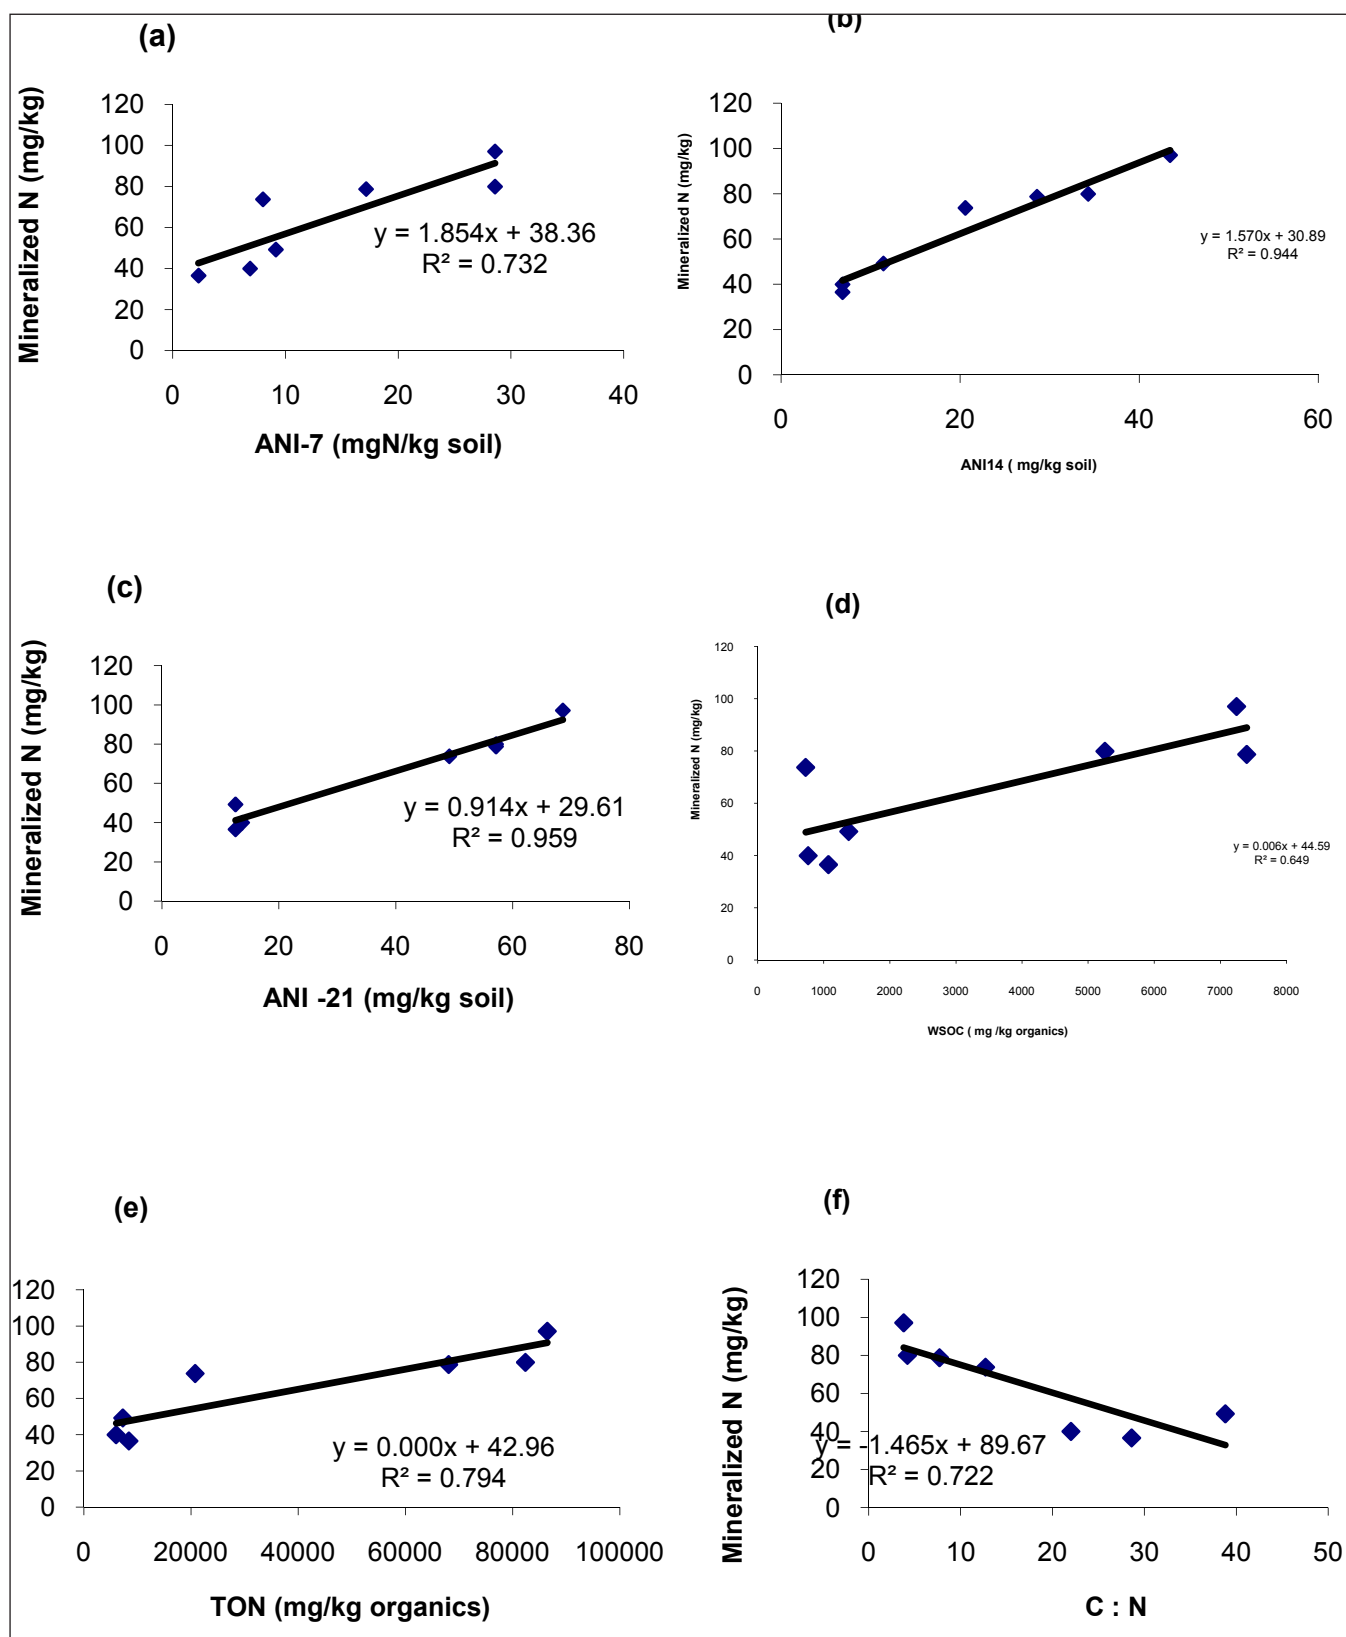 (a)
Mineralized N (mg/kg)
120
100
80
60
40
20
0
y = 1.854x + 38.36
R² = 0.732
0 10 20 30 40
ANI-7 (mgN/kg soil)
(b)
Mineralized N (mg/kg)
120
100
80
60
40
20
0
y = 1.570x + 30.89
R² = 0.944
0 20 40 60
ANI14 ( mg/kg soil)
(c)
Mineralized N (mg/kg)
120
100
80
60
40
20
0
y = 0.914x + 29.61
R² = 0.959
0 20 40 60 80
ANI -21 (mg/kg soil)
(d)
Mineralized N (mg/kg)
120
100
80
60
40
20
0
y = 0.006x + 44.59
R² = 0.649
0 1000 2000 3000 4000 5000 6000 7000 8000
WSOC ( mg /kg organics)
(e)
120
100
80
60
40
20
0
y = 0.000x + 42.96
R² = 0.794
0 20000 40000 60000 80000 100000
TON (mg/kg organics)
(f)
Mineralized N (mg/kg)
120
100
80
60
40
20
0
y = -1.465x + 89.67
R² = 0.722
0 10 20 30 40 50
C : N